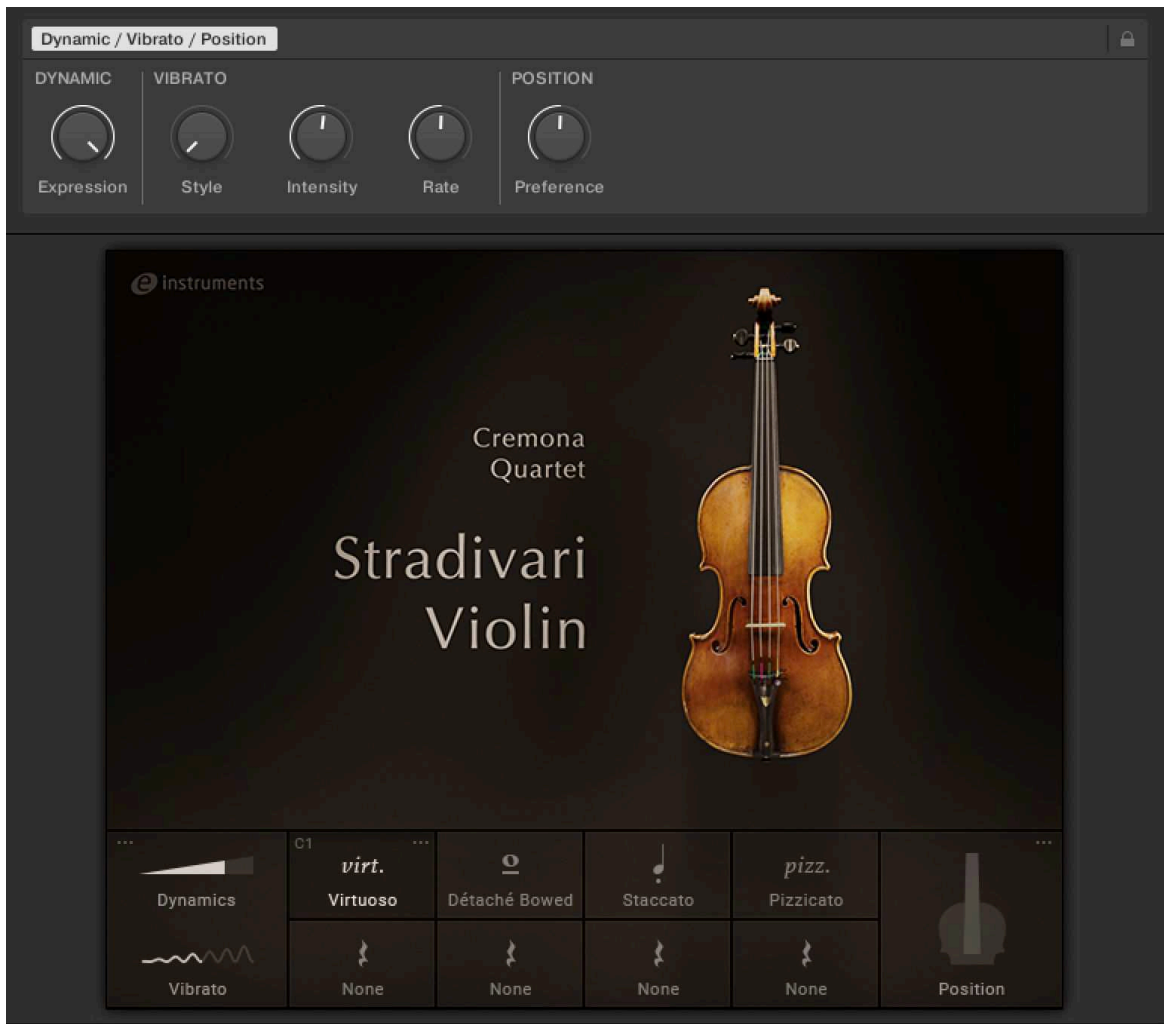 Dynamic / Vibrato / Position
DYNAMIC VIBRATO POSITION
Expression Style Intensity Rate Preference
e instruments
Cremona
Quartet
Stradivari
Violin
C1
virt. pizz.
Dynamics Virtuoso Détaché Bowed Staccato Pizzicato
Vibrato None None None None Position